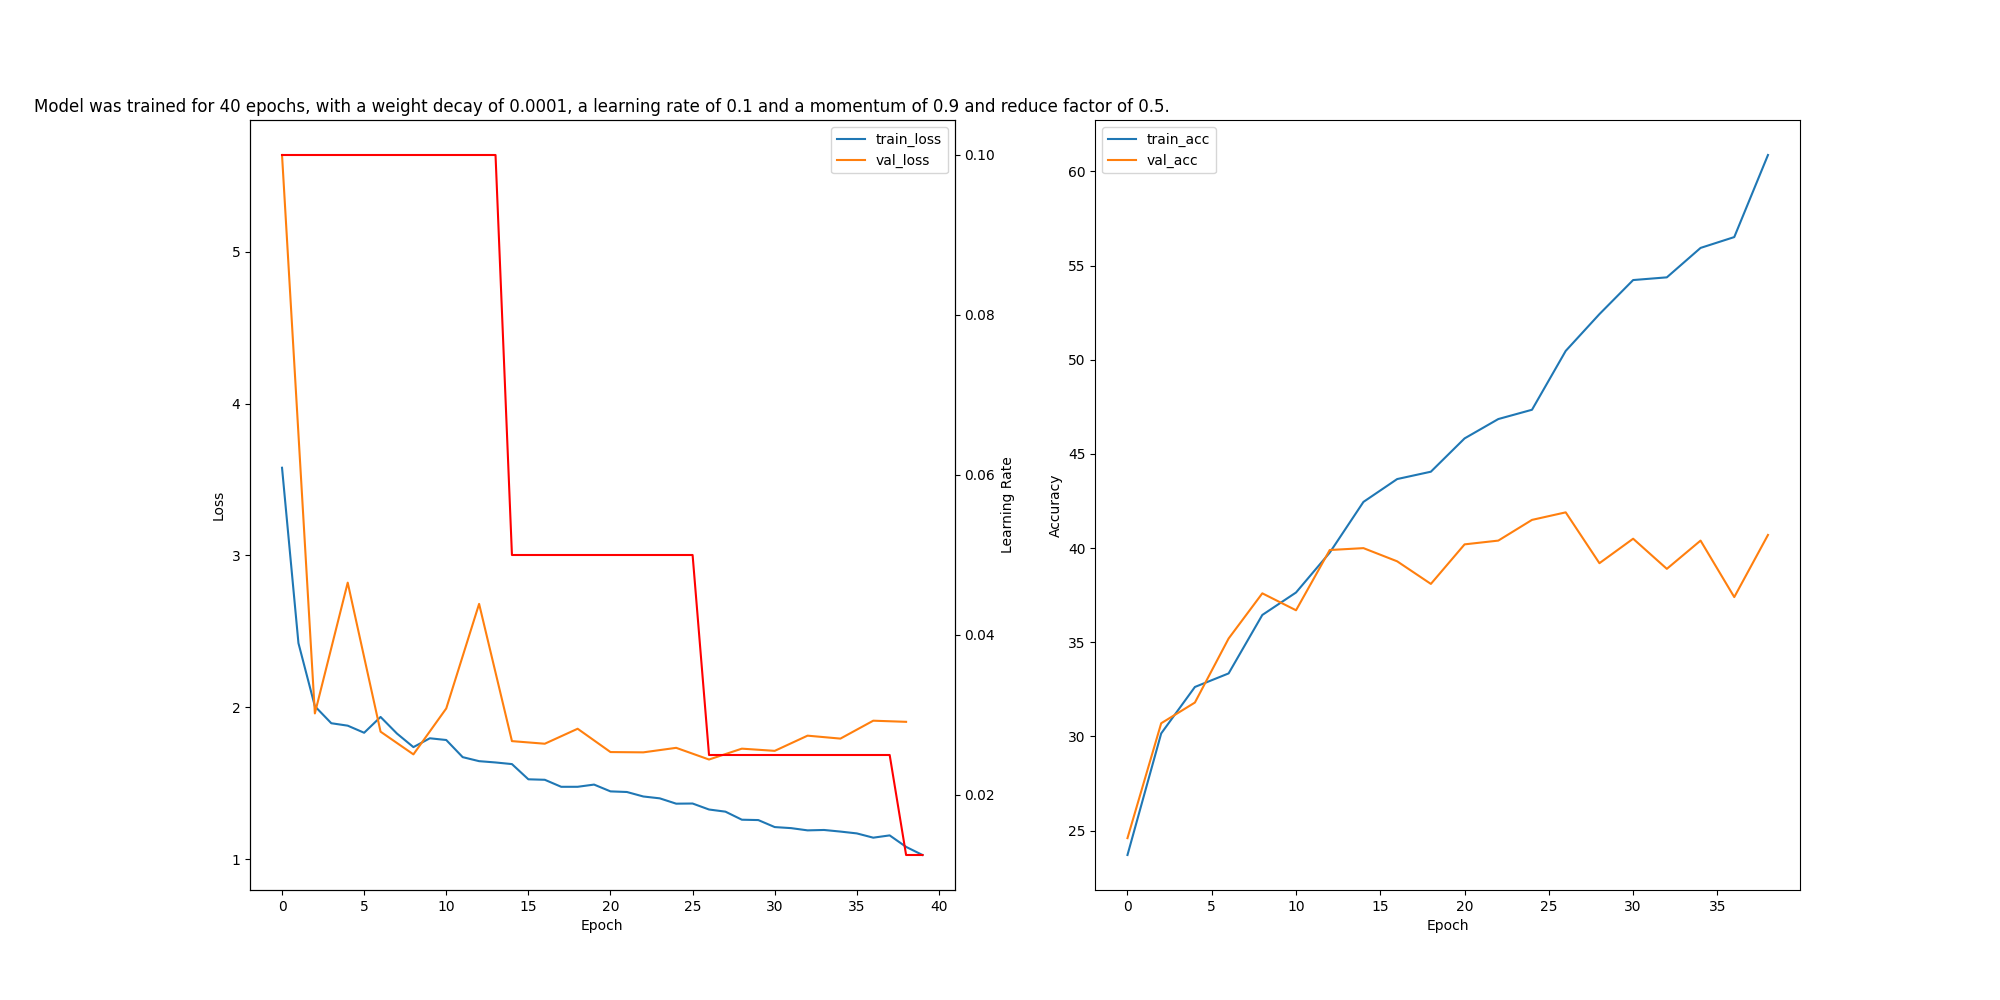 Model was trained for 40 epochs, with a weight decay of 0.0001, a learning rate of 0.1 and a momentum of 0.9 and reduce factor of 0.5.
train_loss
val_loss
5
4
3
2
1
Loss
0 5 10 15 20 25 30 35 40
Epoch
0.10
0.08
0.06
0.04
0.02
Learning Rate
train_acc
val_acc
60
55
50
45
40
35
30
25
Accuracy
0 5 10 15 20 25 30 35
Epoch